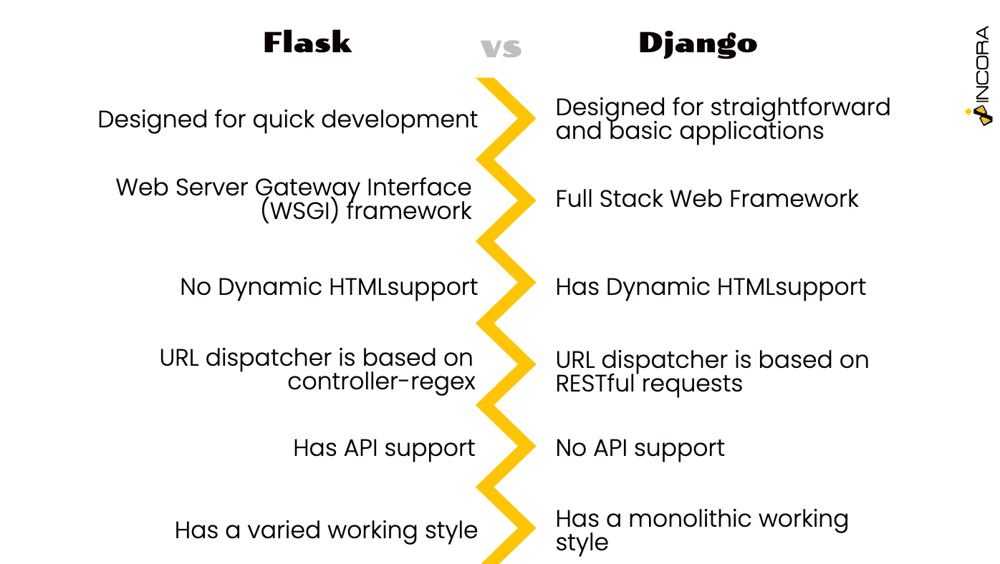 Flask vs Django
Designed for quick development
Designed for straightforward
and basic applications
Web Server Gateway Interface
(WSGI) framework
Full Stack Web Framework
No Dynamic HTMLsupport
Has Dynamic HTMLsupport
URL dispatcher is based on
controller-regex
URL dispatcher is based on
RESTful requests
Has API support
No API support
Has a varied working style
Has a monolithic working
style
INCORA